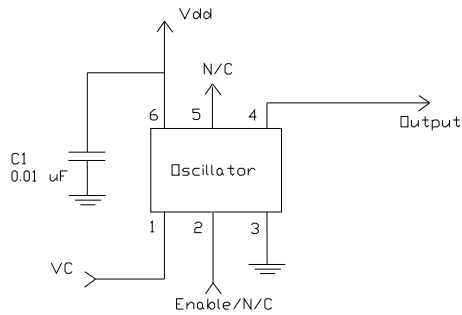 Vdd
N/C
6 5 4
Output
C1
0.01 uF
Oscillator
1 2 3
VC
Enable/N/C